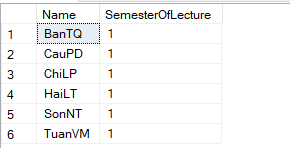 Name SemesterOfLecture
1 BanTQ 1
2 CauPD 1
3 ChiLP 1
4 HaiLT 1
5 SonNT 1
6 TuanVM 1